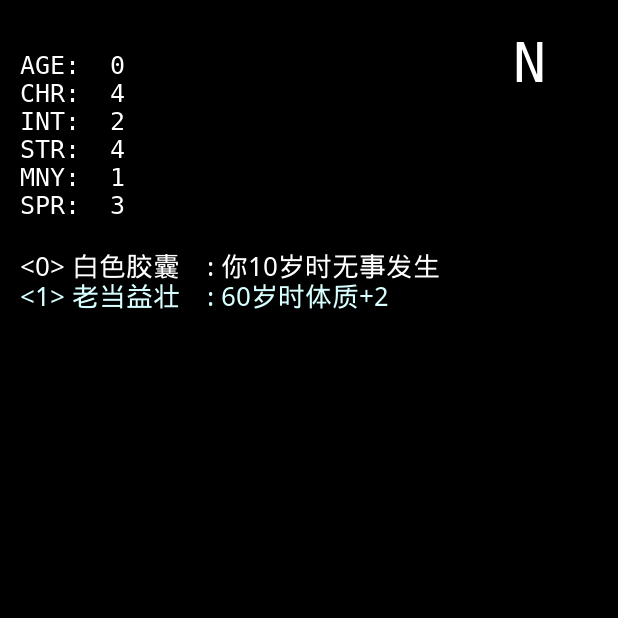 N
AGE: 0
CHR: 4
INT: 2
STR: 4
MNY: 1
SPR: 3
<0> 白色胶囊 : 你10岁时无事发生
<1> 老当益壮 : 60岁时体质+2